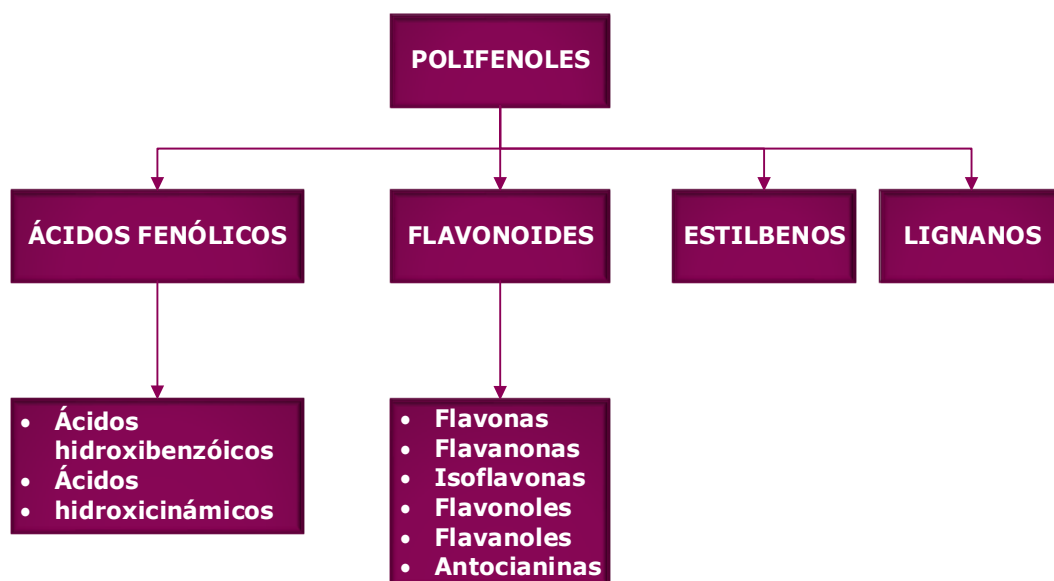 POLIFENOLES
ÁCIDOS FENÓLICOS
FLAVONOIDES
ESTILBENOS
LIGNANOS
• Ácidos
hidroxibenzóicos
• Ácidos
• hidroxicinámicos
• Flavonas
• Flavanonas
• Isoflavonas
• Flavonoles
• Flavanoles
• Antocianinas